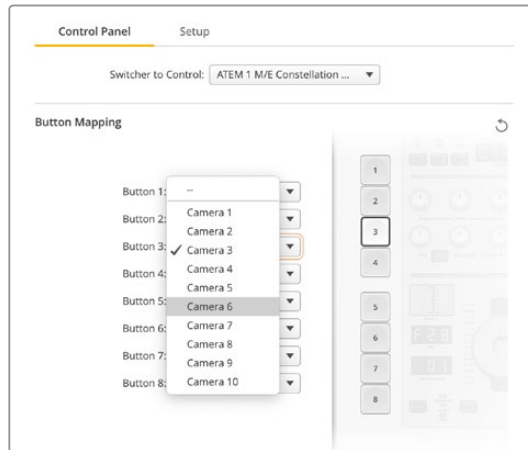 Control Panel Setup
Switcher to Control: ATEM 1 M/E Constellation ...
Button Mapping
Button 1:
Button 2:
Button 3:
Button 4:
Button 5:
Button 6:
Button 7:
Button 8:
--
Camera 1
Camera 2
Camera 3
Camera 4
Camera 5
Camera 6
Camera 7
Camera 8
Camera 9
Camera 10
1
2
3
4
5
6
7
8